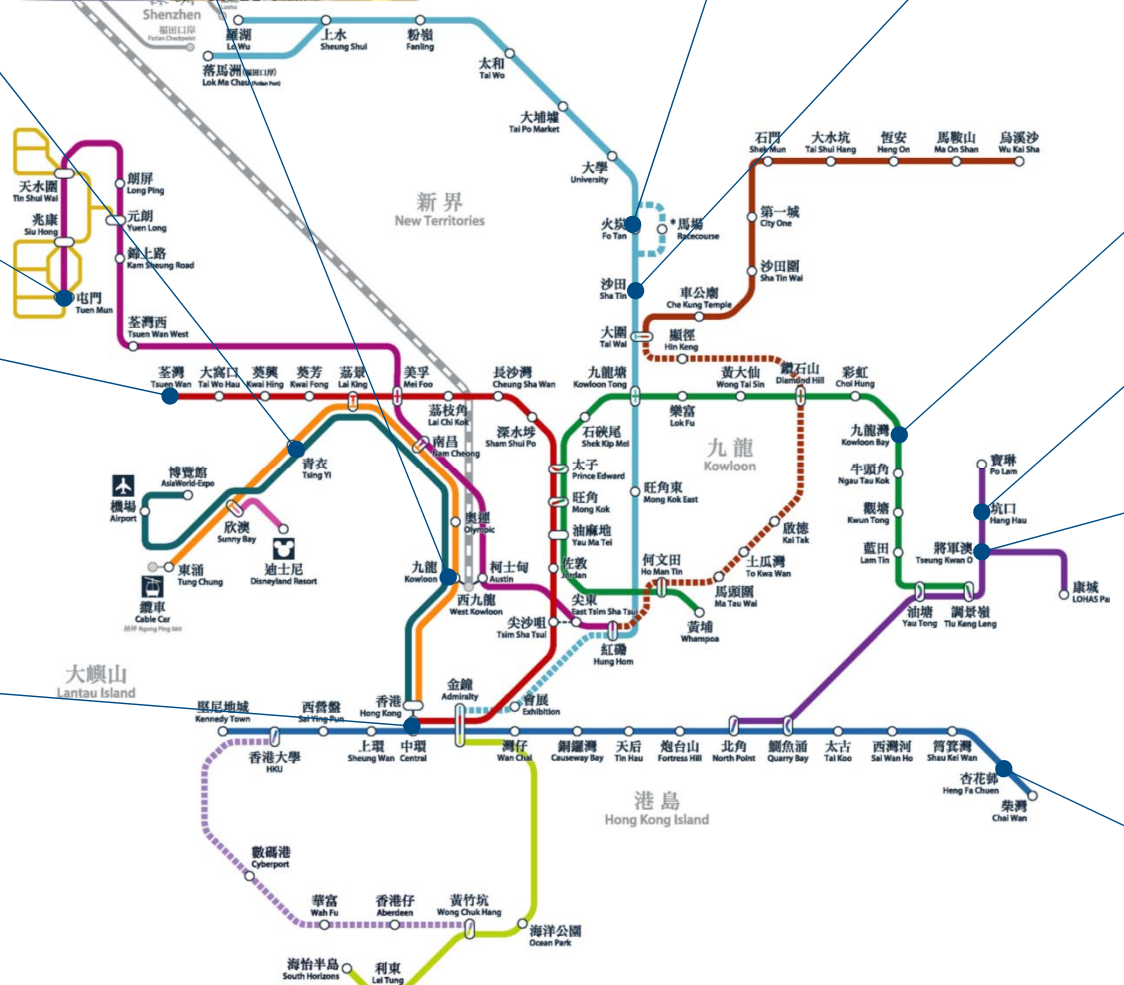 Shenzhen
福田口岸
Futian Checkpoint
羅湖
Lo Wu
上水
Sheung Shui
粉嶺
Fanling
落馬洲(福田口岸)
Lok Ma Chau (Futian Port)
太和
Tai Wo
大埔墟
Tai Po Market
大學
University
新界
New Territories
火炭
Fo Tan
*馬場
Racecourse
沙田
Sha Tin
大圍
Tai Wai
石門
Shek Mun
大水坑
Tai Shui Hang
恆安
Heng On
馬鞍山
Ma On Shan
烏溪沙
Wu Kai Sha
第一城
City One
沙田圍
Sha Tin Wai
車公廟
Che Kung Temple
顯徑
Hin Keng
天水圍
Tin Shui Wai
朗屏
Long Ping
兆康
Siu Hong
元朗
Yuen Long
錦上路
Kam Sheung Road
屯門
Tuen Mun
荃灣西
Tsuen Wan West
荃灣
Tsuen Wan
大窩口
Tai Wo Hau
葵興
Kwai Hing
葵芳
Kwai Fong
荔景
Lai King
美孚
Mei Foo
荔枝角
Lai Chi Kok
長沙灣
Cheung Sha Wan
深水埗
Sham Shui Po
九龍塘
Kowloon Tong
樂富
Lok Fu
黃大仙
Wong Tai Sin
鑽石山
Diamond Hill
彩虹
Choi Hung
石硤尾
Shek Kip Mei
九龍
Kowloon
九龍灣
Kowloon Bay
南昌
Nam Cheong
太子
Prince Edward
旺角
Mong Kok
油麻地
Yau Ma Tei
旺角東
Mong Kok East
牛頭角
Ngau Tau Kok
觀塘
Kwun Tong
藍田
Lam Tin
寶琳
Po Lam
坑口
Hang Hau
將軍澳
Tseung Kwan O
康城
LOHAS Pa
油塘
Yau Tong
調景嶺
Tiu Keng Leng
青衣
Tsing Yi
博覽館
AsiaWorld-Expo
機場
Airport
欣澳
Sunny Bay
迪士尼
Disneyland Resort
東涌
Tung Chung
纜車
Cable Car
昂坪 Ngong Ping 360
奧運
Olympic
九龍
Kowloon
西九龍
West Kowloon
柯士甸
Austin
佐敦
Jordan
尖東
East Tsim Sha Tsui
尖沙咀
Tsim Sha Tsui
何文田
Ho Man Tin
啟德
Kai Tak
土瓜灣
To Kwa Wan
馬頭圍
Ma Tau Wai
黃埔
Whampoa
紅磡
Hung Hom
大嶼山
Lantau Island
香港
Hong Kong
金鐘
Admiralty
會展
Exhibition
堅尼地城
Kennedy Town
香港大學
HKU
西營盤
Sai Ying Pun
上環
Sheung Wan
中環
Central
灣仔
Wan Chai
銅鑼灣
Causeway Bay
天后
Tin Hau
炮台山
Fortress Hill
北角
North Point
鰂魚涌
Quarry Bay
太古
Tai Koo
西灣河
Sai Wan Ho
筲箕灣
Shau Kei Wan
杏花邨
Heng Fa Chuen
柴灣
Chai Wan
港島
Hong Kong Island
數碼港
Cyberport
華富
Wah Fu
香港仔
Aberdeen
黃竹坑
Wong Chuk Hang
海洋公園
Ocean Park
海怡半島
South Horizons
利東
Lei Tung